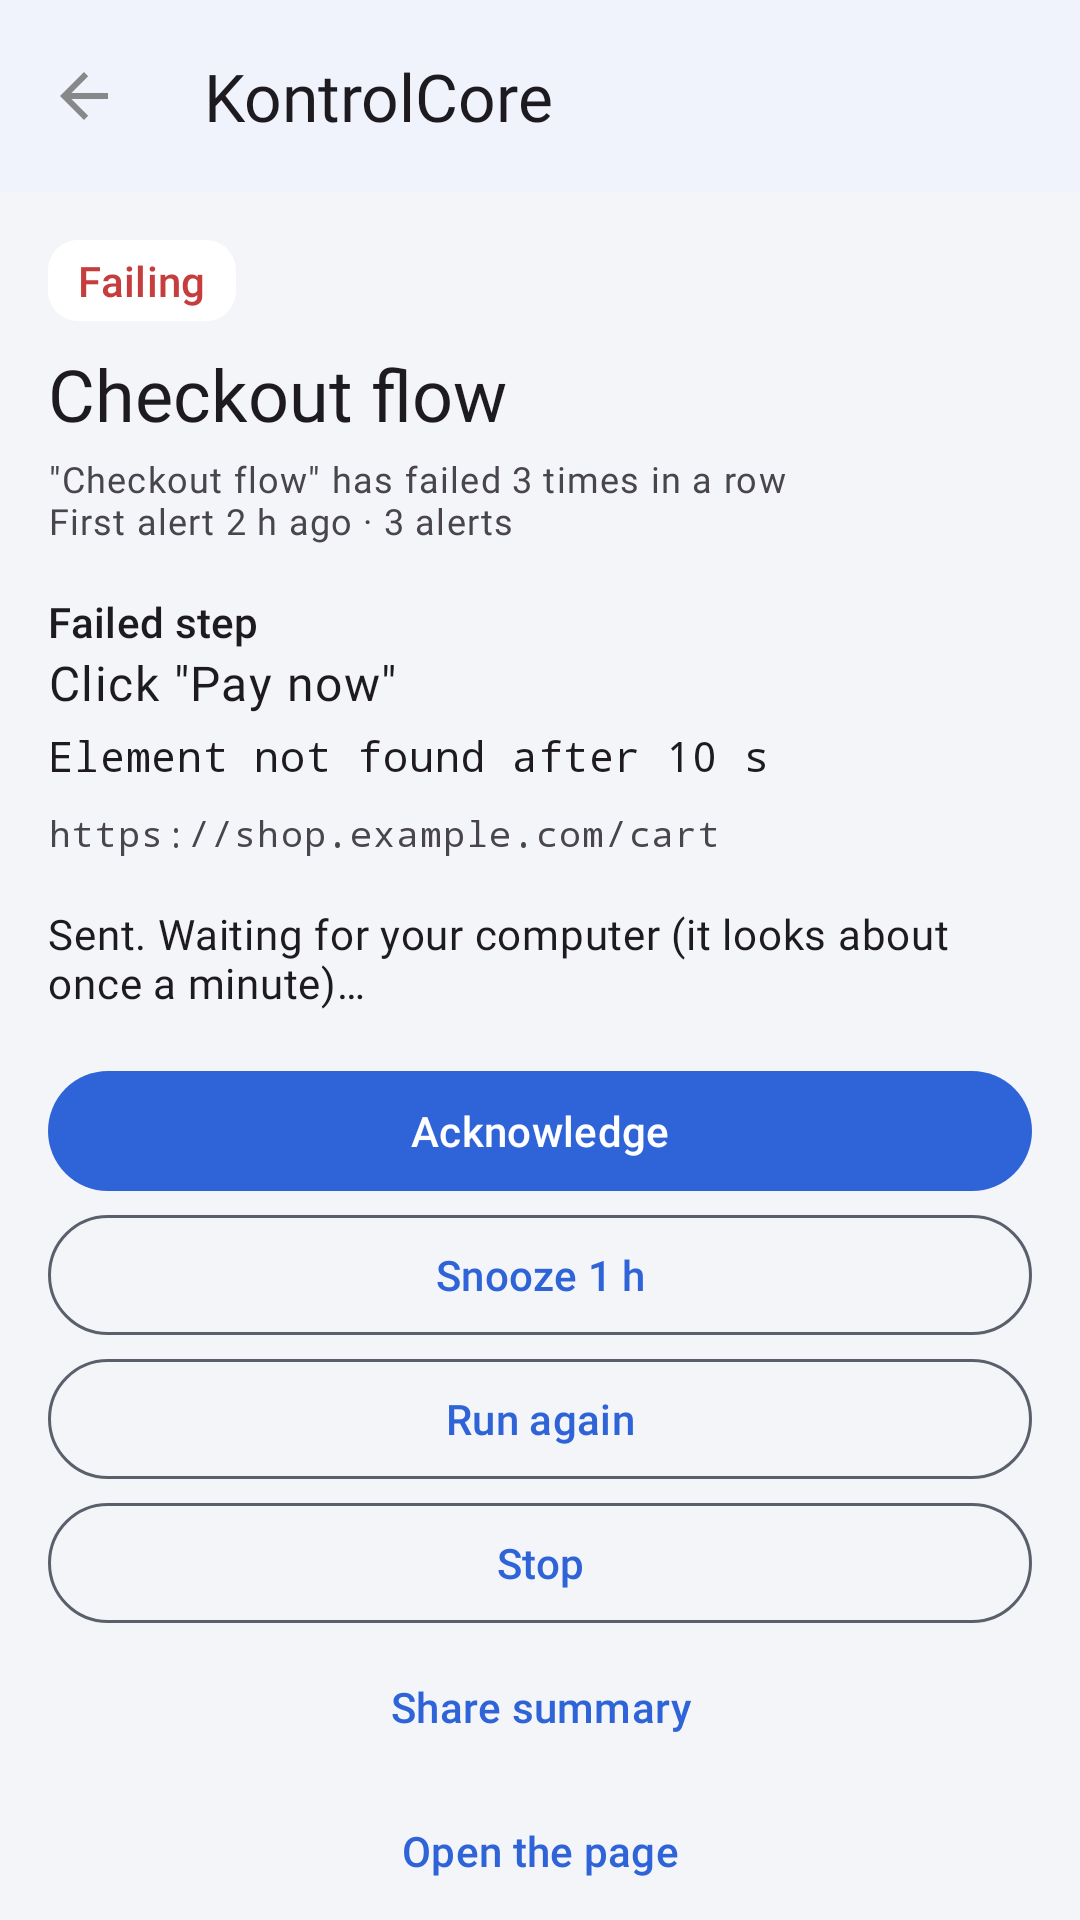 KontrolCore
Failing
Checkout flow
"Checkout flow" has failed 3 times in a row
First alert 2 h ago · 3 alerts
Failed step
Click "Pay now"
Element not found after 10 s
https://shop.example.com/cart
Sent. Waiting for your computer (it looks about
once a minute)…
Acknowledge
Snooze 1 h
Run again
Stop
Share summary
Open the page